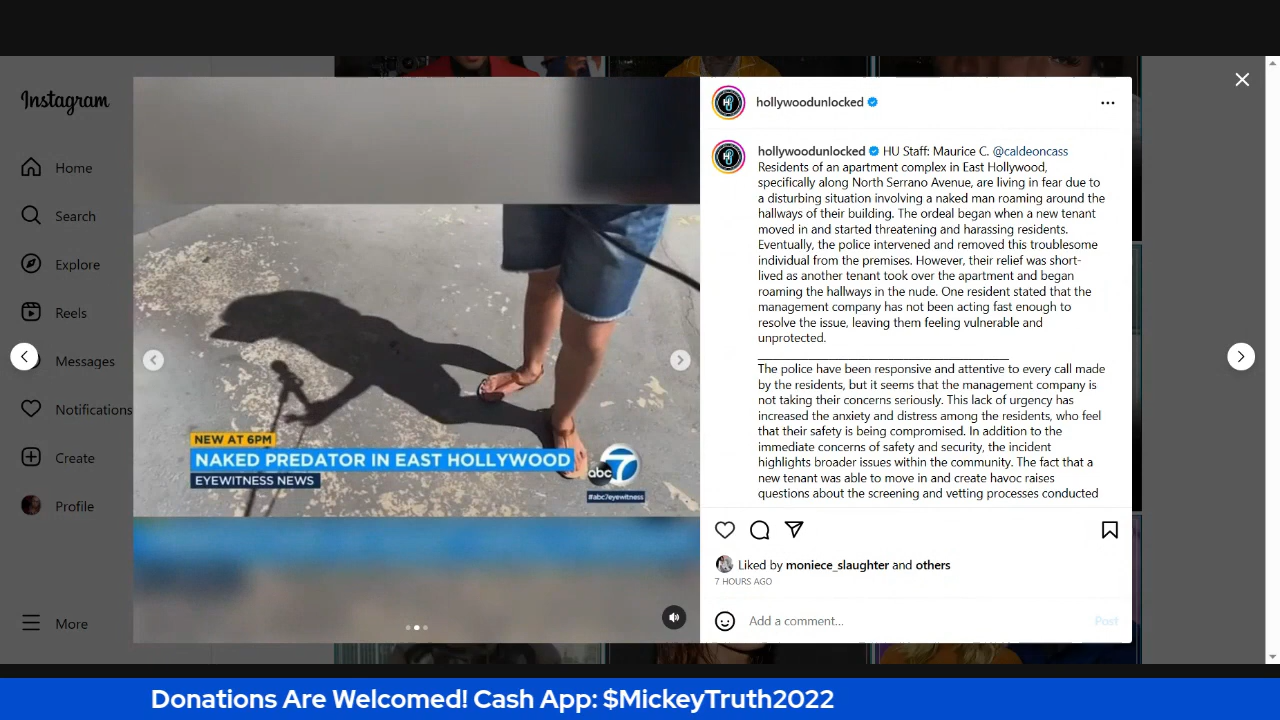 Instagram
Home
Search
Explore
Reels
Messages
Notifications
Create
Profile
More
NEW AT 6PM
NAKED PREDATOR IN EAST HOLLYWOOD
EYEWITNESS NEWS
abc 7
#abc7eyewitness
hollywoodunlocked
hollywoodunlocked HU Staff: Maurice C. @caldeoncass
Residents of an apartment complex in East Hollywood,
specifically along North Serrano Avenue, are living in fear due to
a disturbing situation involving a naked man roaming around the
hallways of their building. The ordeal began when a new tenant
moved in and started threatening and harassing residents.
Eventually, the police intervened and removed this troublesome
individual from the premises. However, their relief was short-
lived as another tenant took over the apartment and began
roaming the hallways in the nude. One resident stated that the
management company has not been acting fast enough to
resolve the issue, leaving them feeling vulnerable and
unprotected.
The police have been responsive and attentive to every call made
by the residents, but it seems that the management company is
not taking their concerns seriously. This lack of urgency has
increased the anxiety and distress among the residents, who feel
that their safety is being compromised. In addition to the
immediate concerns of safety and security, the incident
highlights broader issues within the community. The fact that a
new tenant was able to move in and create havoc raises
questions about the screening and vetting processes conducted
Liked by moniece_slaughter and others
7 HOURS AGO
Add a comment...
Post
Donations Are Welcomed! Cash App: $MickeyTruth2022